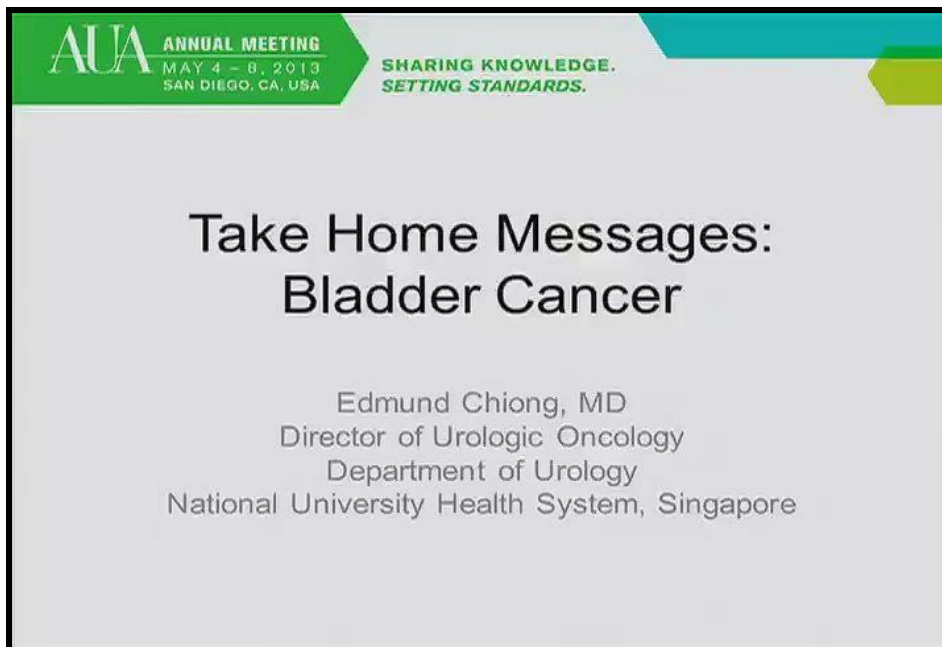 AUA ANNUAL MEETING
MAY 4 – 8, 2013
SAN DIEGO, CA, USA
SHARING KNOWLEDGE.
SETTING STANDARDS.
Take Home Messages:
Bladder Cancer
Edmund Chiong, MD
Director of Urologic Oncology
Department of Urology
National University Health System, Singapore